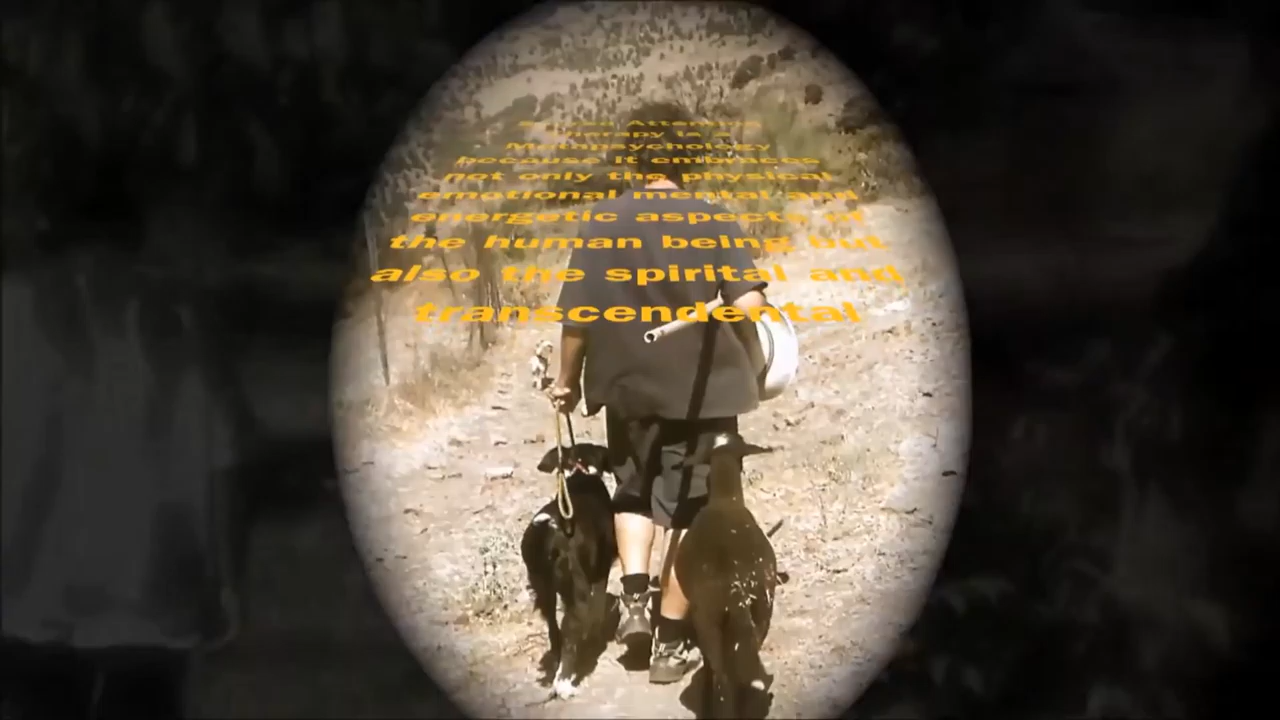 Attention
therapy is a
Methpsychology
because it embraces
not only the physical
emotional mental and
energetic aspects of
the human being but
also the spirital and
transcendental